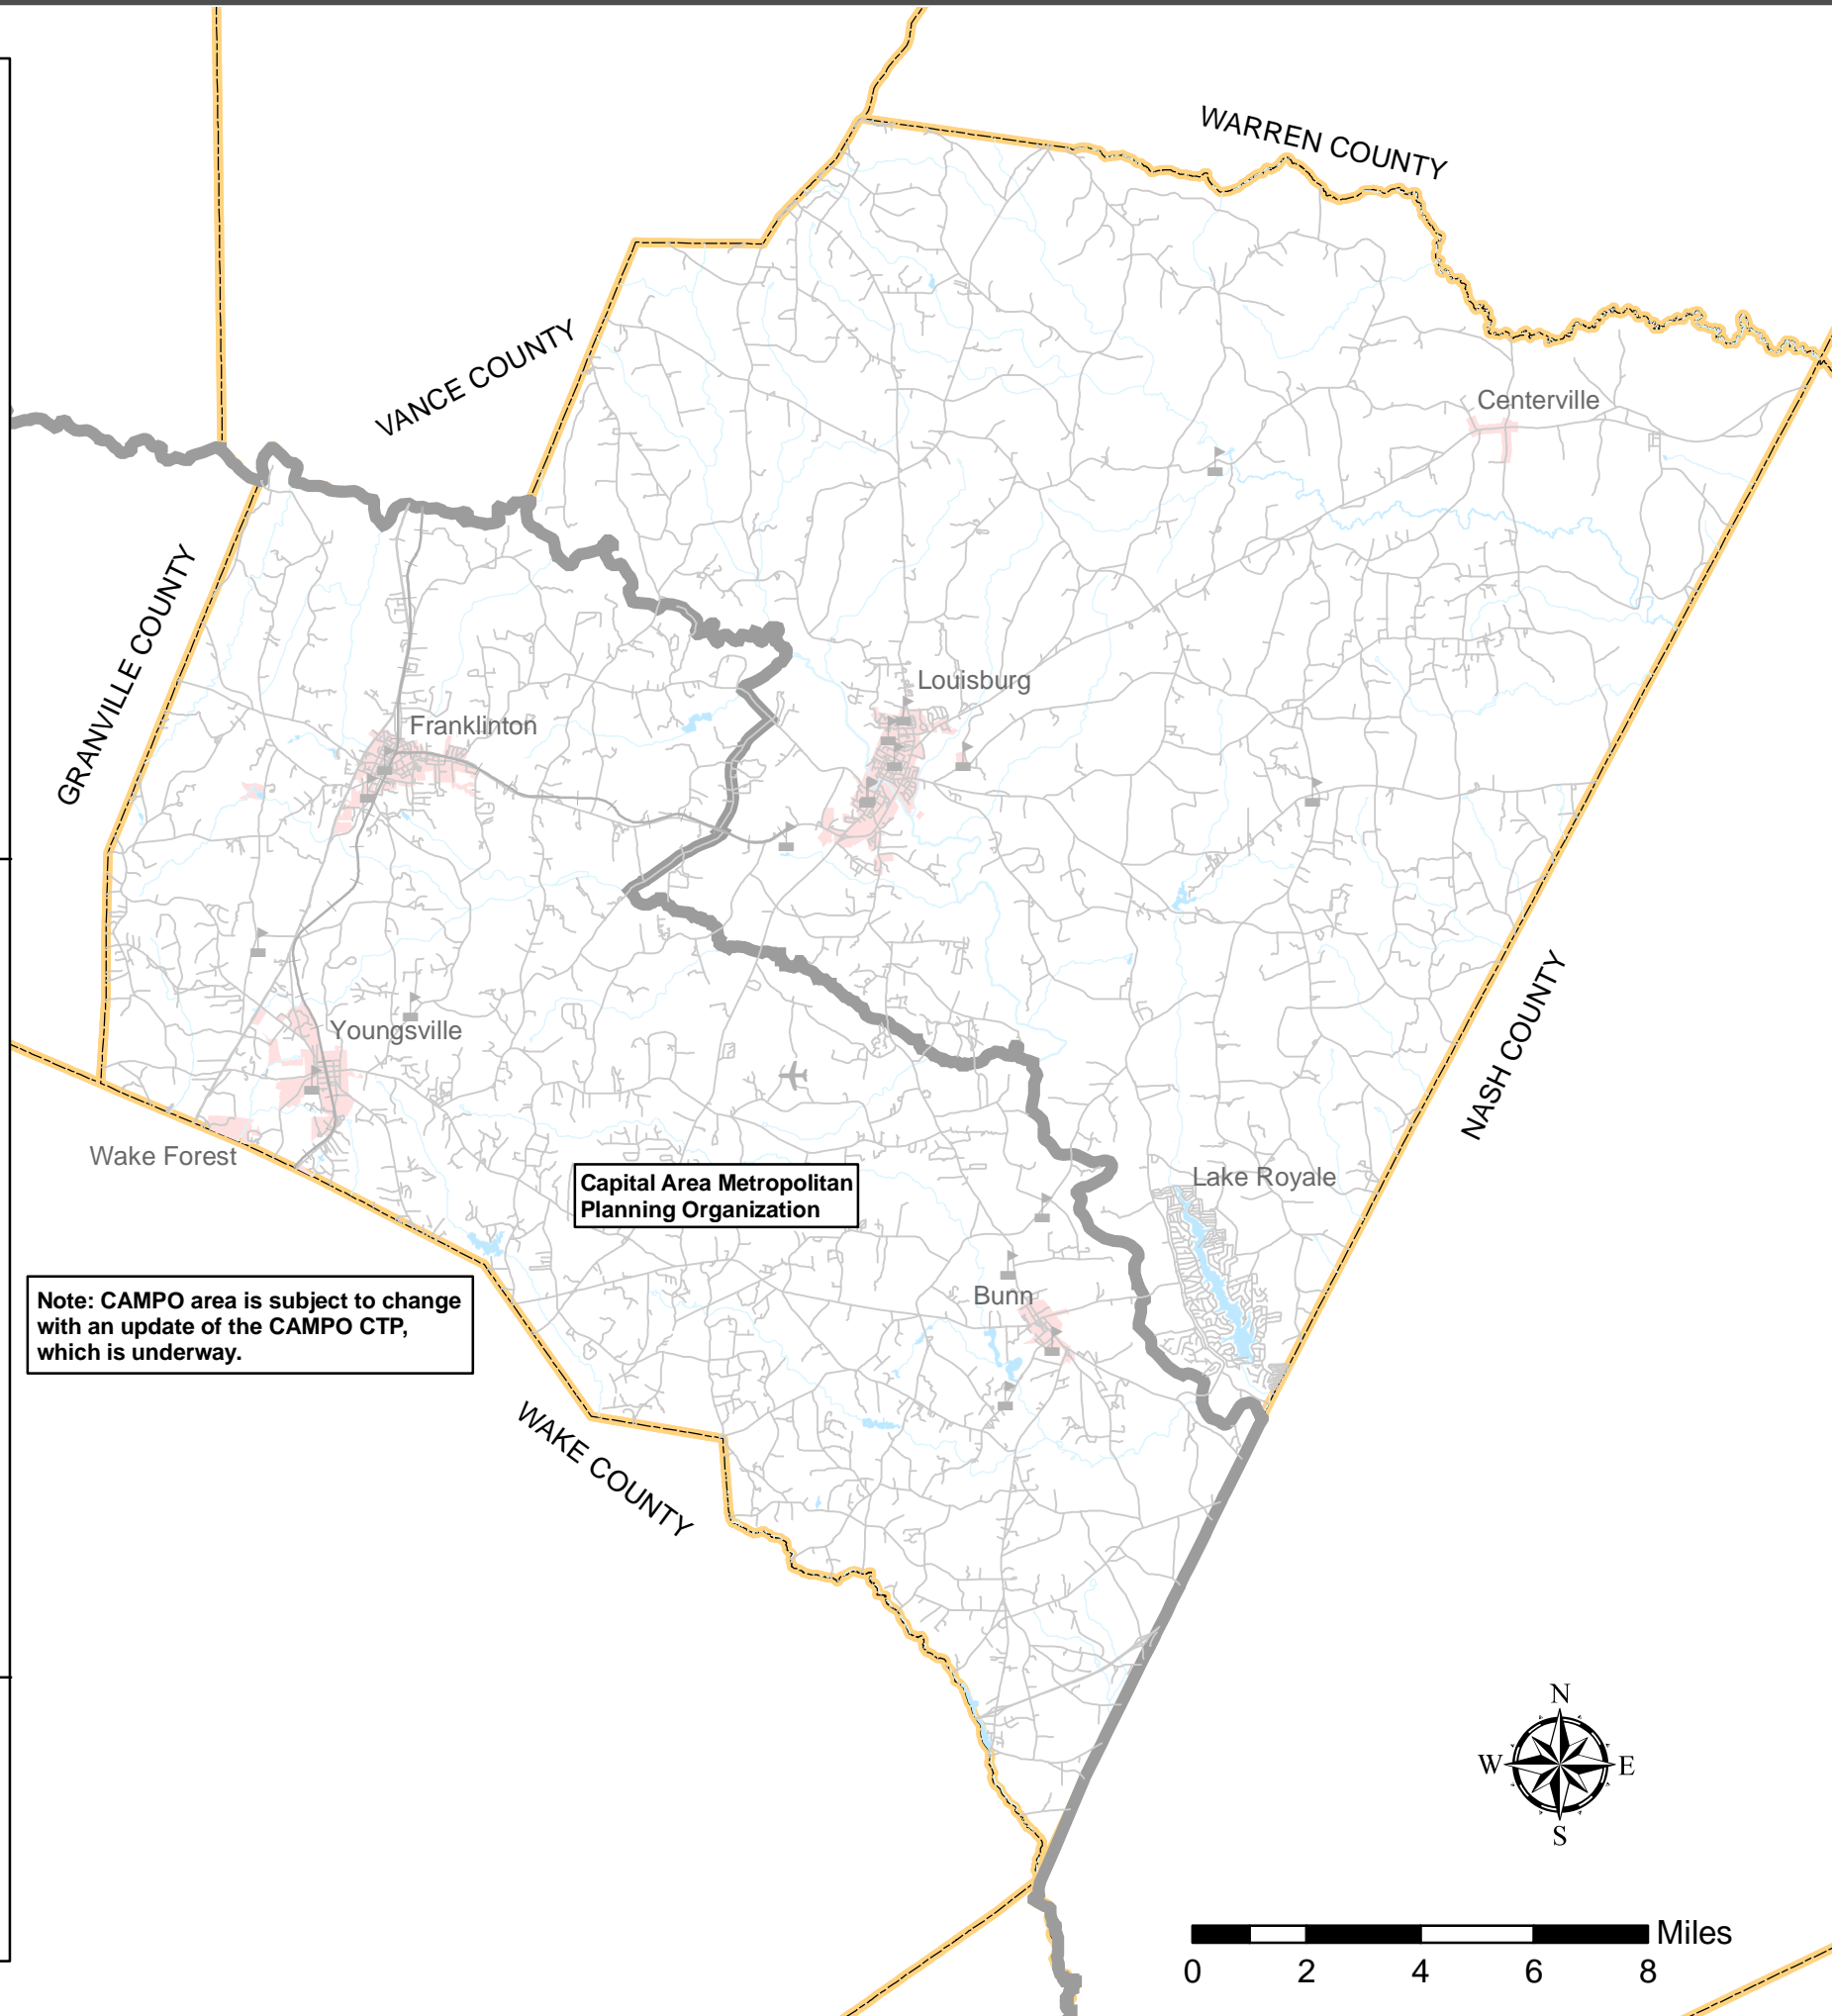 WARREN COUNTY
VANCE COUNTY
Centerville
GRANVILLE COUNTY
Louisburg
Franklinton
NASH COUNTY
Youngsville
Wake Forest
Capital Area Metropolitan
Planning Organization
Lake Royale
Note: CAMPO area is subject to change
with an update of the CAMPO CTP,
which is underway.
Bunn
WAKE COUNTY
N
W E
S
Miles
0 2 4 6 8